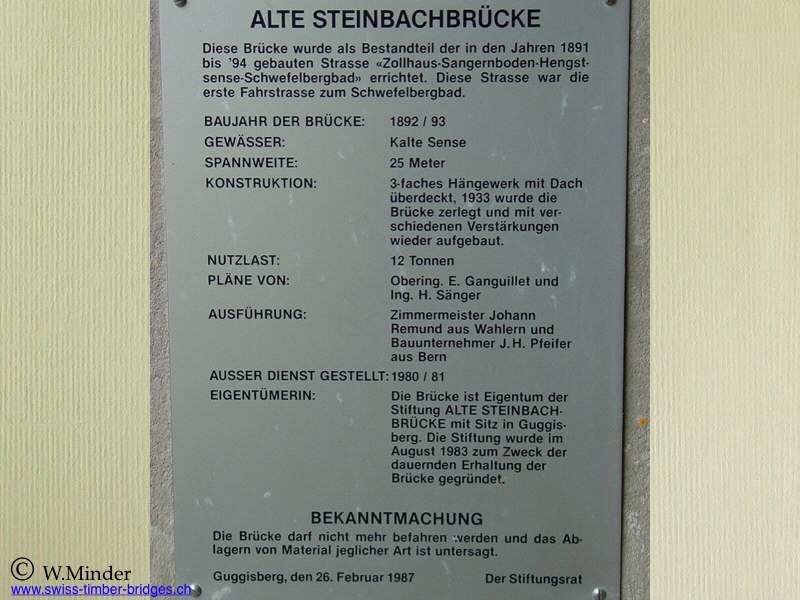 ALTE STEINBACHBRÜCKE
Diese Brücke wurde als Bestandteil der in den Jahren 1891
bis '94 gebauten Strasse «Zollhaus-Sangernboden-Hengst-
sense-Schwefelbergbad» errichtet. Diese Strasse war die
erste Fahrstrasse zum Schwefelbergbad.
BAUJAHR DER BRÜCKE: 1892 / 93
GEWÄSSER: Kalte Sense
SPANNWEITE: 25 Meter
KONSTRUKTION: 3-faches Hängewerk mit Dach
überdeckt, 1933 wurde die
Brücke zerlegt und mit ver-
schiedenen Verstärkungen
wieder aufgebaut.
NUTZLAST: 12 Tonnen
PLÄNE VON: Obering. E. Ganguillet und
Ing. H. Sänger
AUSFÜHRUNG: Zimmermeister Johann
Remund aus Wahlern und
Bauunternehmer J. H. Pfeifer
aus Bern
AUSSER DIENST GESTELLT: 1980 / 81
EIGENTÜMERIN: Die Brücke ist Eigentum der
Stiftung ALTE STEINBACH-
BRÜCKE mit Sitz in Guggis-
berg. Die Stiftung wurde im
August 1983 zum Zweck der
dauernden Erhaltung der
Brücke gegründet.
BEKANNTMACHUNG
Die Brücke darf nicht mehr befahren werden und das Ab-
lagern von Material jeglicher Art ist untersagt.
Guggisberg, den 26. Februar 1987 Der Stiftungsrat
© W.Minder
www.swiss-timber-bridges.ch